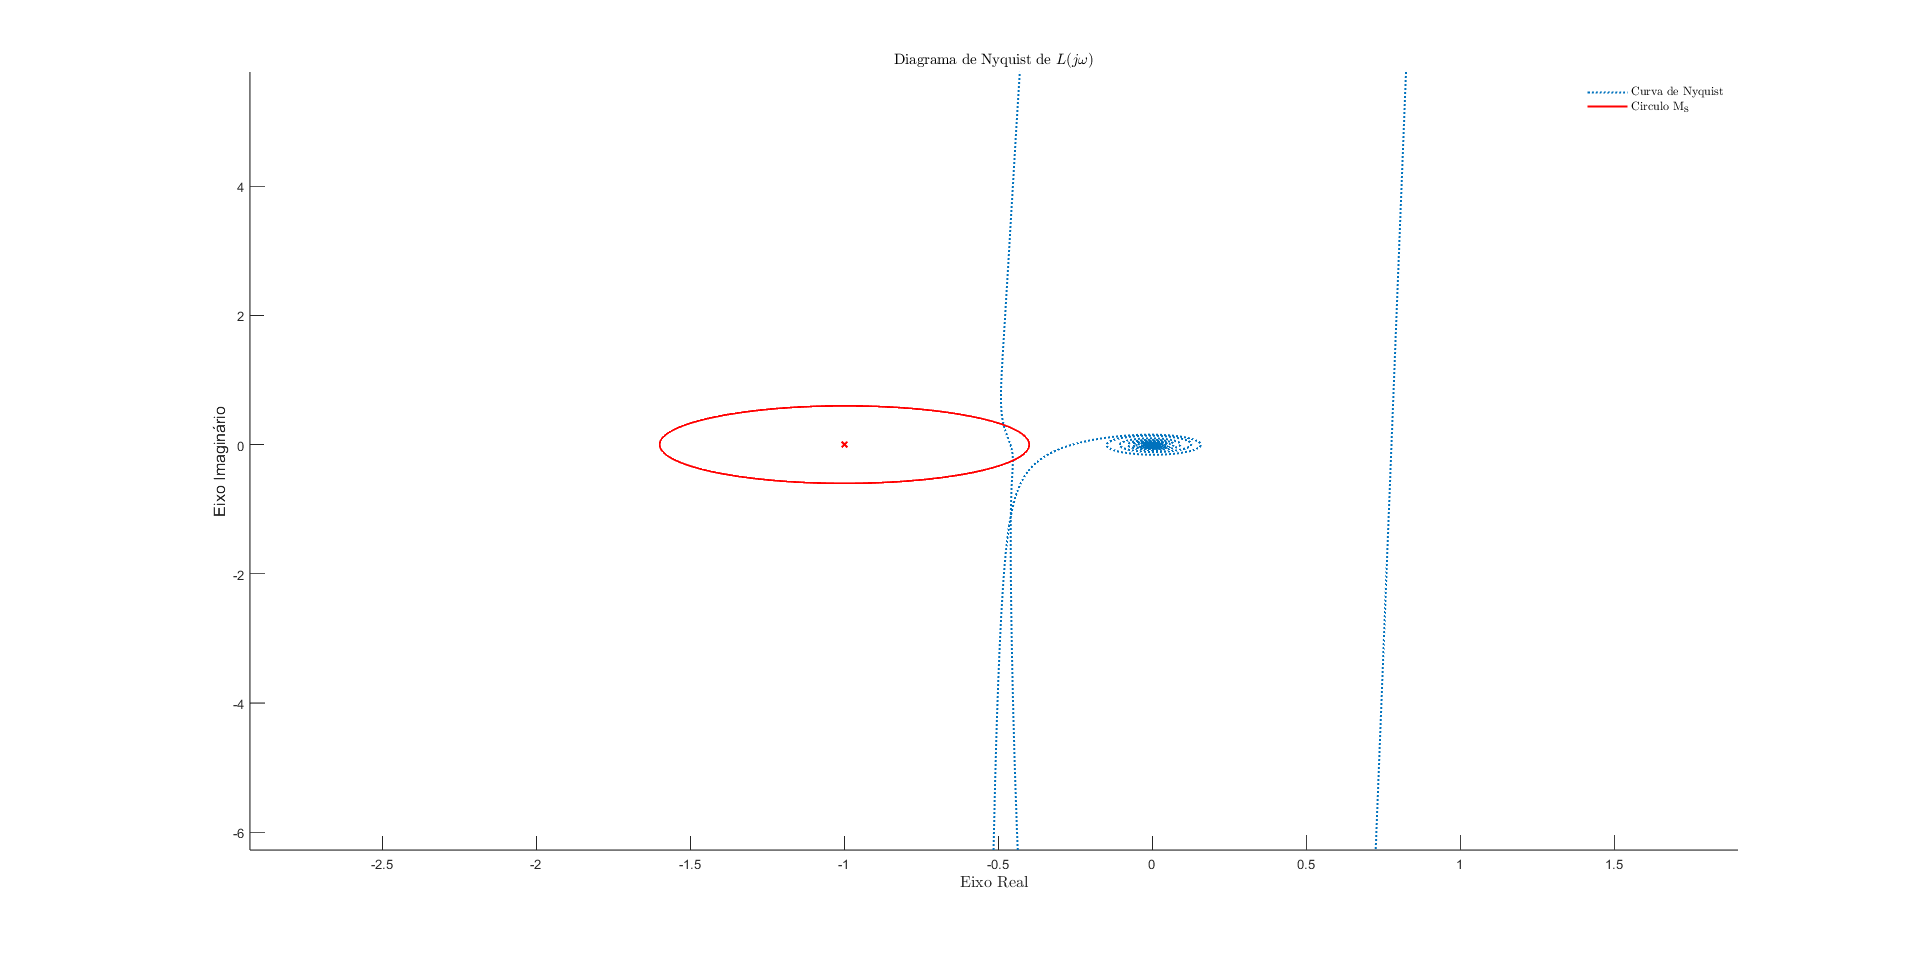 Diagrama de Nyquist de L(jω)
Curva de Nyquist
Circulo Ms
Eixo Imaginário
4
2
0
-2
-4
-6
-2.5 -2 -1.5 -1 -0.5 0 0.5 1 1.5
Eixo Real